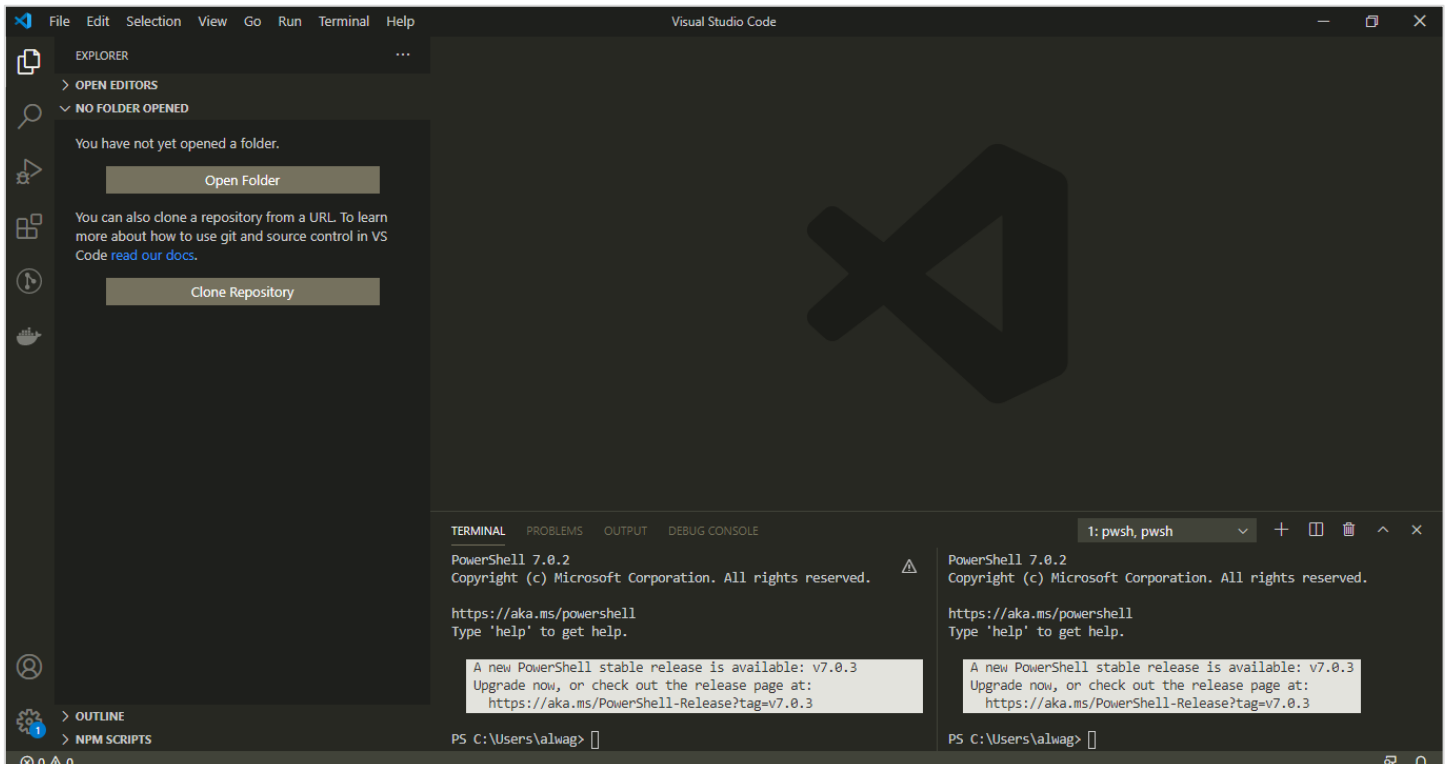 File Edit Selection View Go Run Terminal Help
Visual Studio Code
EXPLORER
OPEN EDITORS
NO FOLDER OPENED
You have not yet opened a folder.
Open Folder
You can also clone a repository from a URL. To learn
more about how to use git and source control in VS
Code read our docs.
Clone Repository
OUTLINE
NPM SCRIPTS
1
0 0
TERMINAL PROBLEMS OUTPUT DEBUG CONSOLE
1: pwsh, pwsh
PowerShell 7.0.2
Copyright (c) Microsoft Corporation. All rights reserved.
https://aka.ms/powershell
Type 'help' to get help.
A new PowerShell stable release is available: v7.0.3
Upgrade now, or check out the release page at:
https://aka.ms/PowerShell-Release?tag=v7.0.3
PS C:\Users\alwag>
PowerShell 7.0.2
Copyright (c) Microsoft Corporation. All rights reserved.
https://aka.ms/powershell
Type 'help' to get help.
A new PowerShell stable release is available: v7.0.3
Upgrade now, or check out the release page at:
https://aka.ms/PowerShell-Release?tag=v7.0.3
PS C:\Users\alwag>